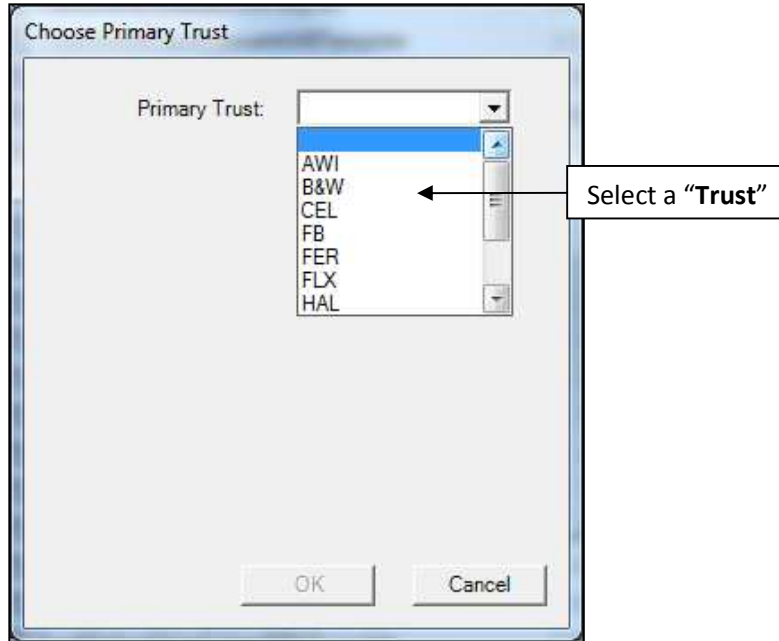 Choose Primary Trust
Primary Trust:
AWI
B&W
CEL
FB
FER
FLX
HAL
Select a “Trust”
OK
Cancel